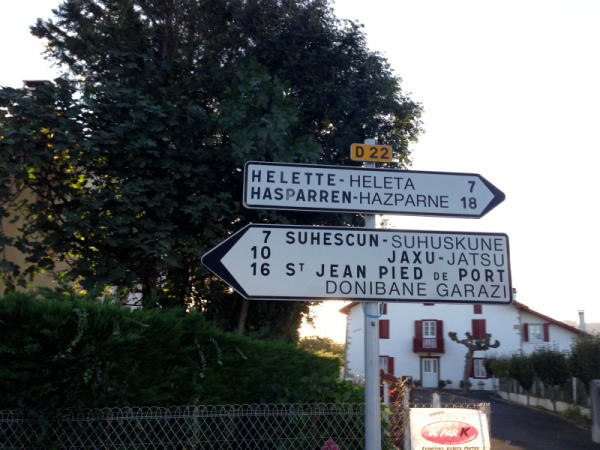 D 22
HELETTE-HELETA 7
HASPARREN-HAZPARNE 18
7 SUHESCUN-SUHUSKUNE
10 JAXU-JATSU
16 ST JEAN PIED DE PORT
DONIBANE GARAZI
K PAR K